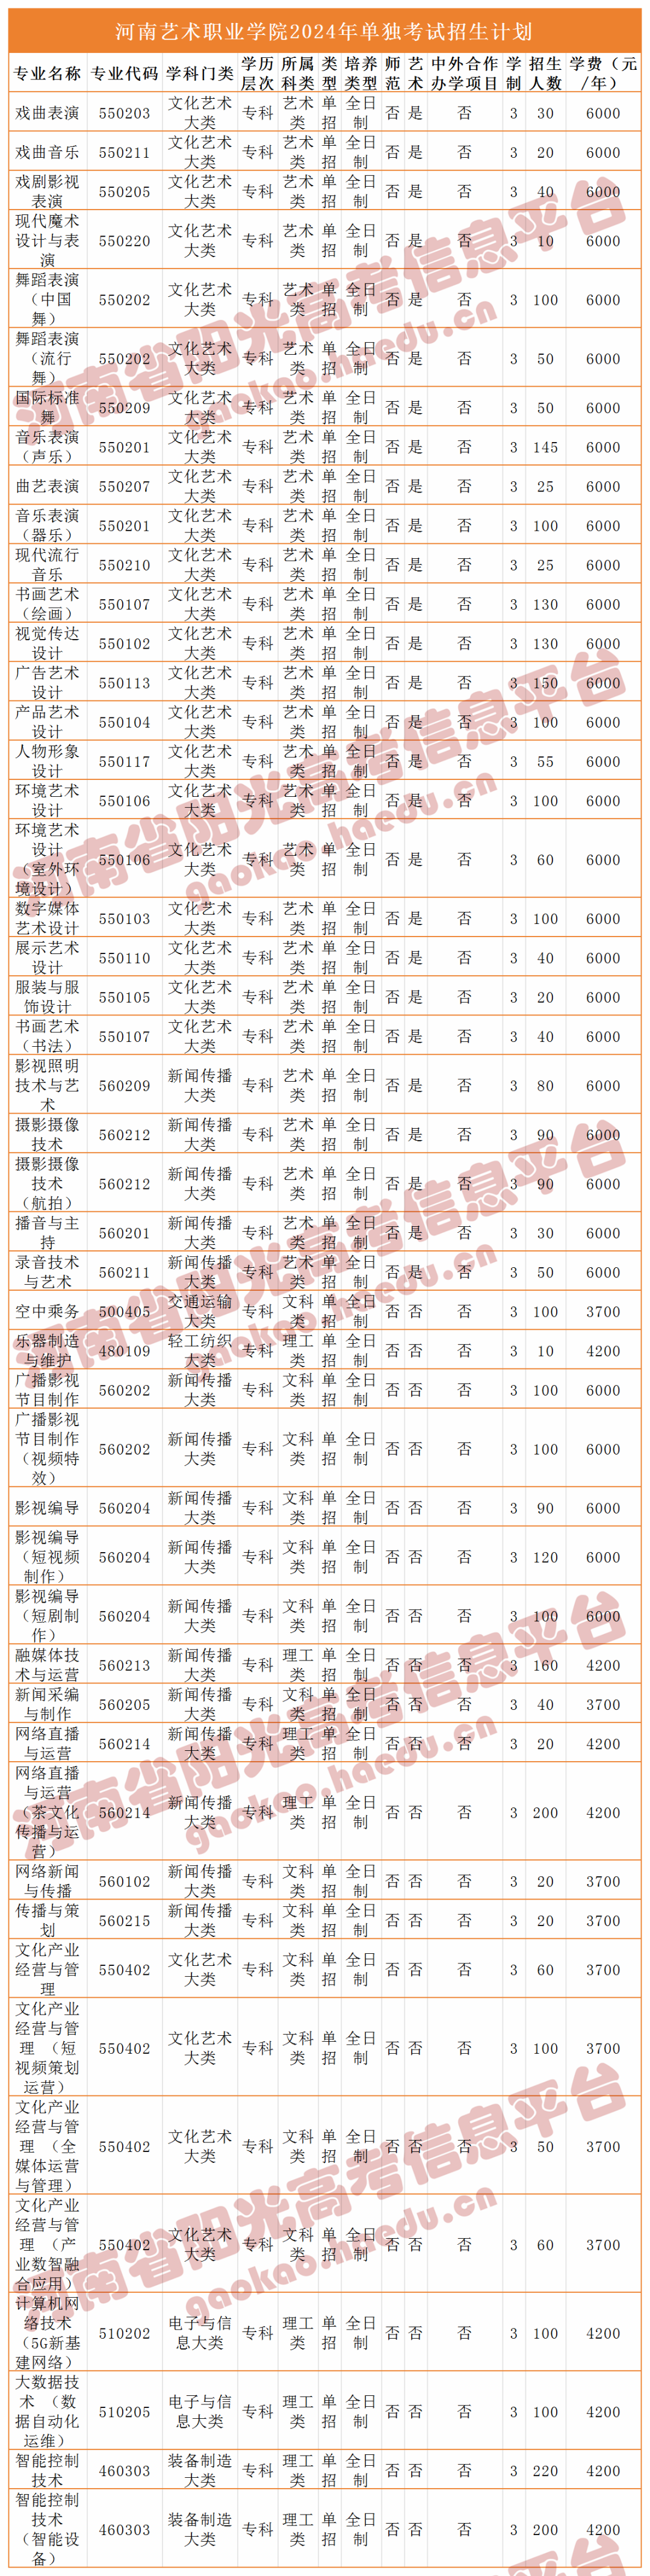 河南艺术职业学院2024年单独考试招生计划
专业名称 专业代码 学科门类 学历层次 所属科类 类型 培养类型 师范 艺术 中外合作办学项目 学制 招生人数 学费（元/年）
戏曲表演 550203 文化艺术大类 专科 艺术类 单招 全日制 否 是 否 3 30 6000
戏曲音乐 550211 文化艺术大类 专科 艺术类 单招 全日制 否 是 否 3 20 6000
戏剧影视表演 550205 文化艺术大类 专科 艺术类 单招 全日制 否 是 否 3 40 6000
现代魔术设计与表演 550220 文化艺术大类 专科 艺术类 单招 全日制 否 是 否 3 10 6000
舞蹈表演（中国舞） 550202 文化艺术大类 专科 艺术类 单招 全日制 否 是 否 3 100 6000
舞蹈表演（流行舞） 550202 文化艺术大类 专科 艺术类 单招 全日制 否 是 否 3 50 6000
国际标准舞 550209 文化艺术大类 专科 艺术类 单招 全日制 否 是 否 3 50 6000
音乐表演（声乐） 550201 文化艺术大类 专科 艺术类 单招 全日制 否 是 否 3 145 6000
曲艺表演 550207 文化艺术大类 专科 艺术类 单招 全日制 否 是 否 3 25 6000
音乐表演（器乐） 550201 文化艺术大类 专科 艺术类 单招 全日制 否 是 否 3 100 6000
现代流行音乐 550210 文化艺术大类 专科 艺术类 单招 全日制 否 是 否 3 25 6000
书画艺术（绘画） 550107 文化艺术大类 专科 艺术类 单招 全日制 否 是 否 3 130 6000
视觉传达设计 550102 文化艺术大类 专科 艺术类 单招 全日制 否 是 否 3 130 6000
广告艺术设计 550113 文化艺术大类 专科 艺术类 单招 全日制 否 是 否 3 150 6000
产品艺术设计 550104 文化艺术大类 专科 艺术类 单招 全日制 否 是 否 3 100 6000
人物形象设计 550117 文化艺术大类 专科 艺术类 单招 全日制 否 是 否 3 55 6000
环境艺术设计 550106 文化艺术大类 专科 艺术类 单招 全日制 否 是 否 3 100 6000
环境艺术设计（室外环境设计） 550106 文化艺术大类 专科 艺术类 单招 全日制 否 是 否 3 60 6000
数字媒体艺术设计 550103 文化艺术大类 专科 艺术类 单招 全日制 否 是 否 3 100 6000
展示艺术设计 550110 文化艺术大类 专科 艺术类 单招 全日制 否 是 否 3 40 6000
服装与服饰设计 550105 文化艺术大类 专科 艺术类 单招 全日制 否 是 否 3 20 6000
书画艺术（书法） 550107 文化艺术大类 专科 艺术类 单招 全日制 否 是 否 3 40 6000
影视照明技术与艺术 560209 新闻传播大类 专科 艺术类 单招 全日制 否 是 否 3 80 6000
摄影摄像技术 560212 新闻传播大类 专科 艺术类 单招 全日制 否 是 否 3 90 6000
摄影摄像技术（航拍） 560212 新闻传播大类 专科 艺术类 单招 全日制 否 是 否 3 90 6000
播音与主持 560201 新闻传播大类 专科 艺术类 单招 全日制 否 是 否 3 30 6000
录音技术与艺术 560211 新闻传播大类 专科 艺术类 单招 全日制 否 是 否 3 50 6000
空中乘务 500405 交通运输大类 专科 文科类 单招 全日制 否 否 否 3 100 3700
乐器制造与维护 480109 轻工纺织大类 专科 理工类 单招 全日制 否 否 否 3 10 4200
广播影视节目制作 560202 新闻传播大类 专科 文科类 单招 全日制 否 否 否 3 100 6000
广播影视节目制作（视频特效） 560202 新闻传播大类 专科 文科类 单招 全日制 否 否 否 3 100 6000
影视编导 560204 新闻传播大类 专科 文科类 单招 全日制 否 否 否 3 90 6000
影视编导（短视频制作） 560204 新闻传播大类 专科 文科类 单招 全日制 否 否 否 3 120 6000
影视编导（短剧制作） 560204 新闻传播大类 专科 文科类 单招 全日制 否 否 否 3 100 6000
融媒体技术与运营 560213 新闻传播大类 专科 理工类 单招 全日制 否 否 否 3 160 4200
新闻采编与制作 560205 新闻传播大类 专科 文科类 单招 全日制 否 否 否 3 40 3700
网络直播与运营 560214 新闻传播大类 专科 理工类 单招 全日制 否 否 否 3 20 4200
网络直播与运营（茶文化传播与运营） 560214 新闻传播大类 专科 理工类 单招 全日制 否 否 否 3 200 4200
网络新闻与传播 560102 新闻传播大类 专科 文科类 单招 全日制 否 否 否 3 20 3700
传播与策划 560215 新闻传播大类 专科 文科类 单招 全日制 否 否 否 3 20 3700
文化产业经营与管理 550402 文化艺术大类 专科 文科类 单招 全日制 否 否 否 3 60 3700
文化产业经营与管理（短视频策划运营） 550402 文化艺术大类 专科 文科类 单招 全日制 否 否 否 3 100 3700
文化产业经营与管理（全媒体运营与管理） 550402 文化艺术大类 专科 文科类 单招 全日制 否 否 否 3 50 3700
文化产业经营与管理（产业数智融合应用） 550402 文化艺术大类 专科 文科类 单招 全日制 否 否 否 3 60 3700
计算机网络技术（5G新基建网络） 510202 电子与信息大类 专科 理工类 单招 全日制 否 否 否 3 100 4200
大数据技术（数据自动化运维） 510205 电子与信息大类 专科 理工类 单招 全日制 否 否 否 3 100 4200
智能控制技术 460303 装备制造大类 专科 理工类 单招 全日制 否 否 否 3 220 4200
智能控制技术（智能设备） 460303 装备制造大类 专科 理工类 单招 全日制 否 否 否 3 200 4200
河南省阳光高考信息平台
gaokao.haedu.cn
河南省阳光高考信息平台
gaokao.haedu.cn
河南省阳光高考信息平台
gaokao.haedu.cn
河南省阳光高考信息平台
gaokao.haedu.cn
河南省阳光高考信息平台
gaokao.haedu.cn